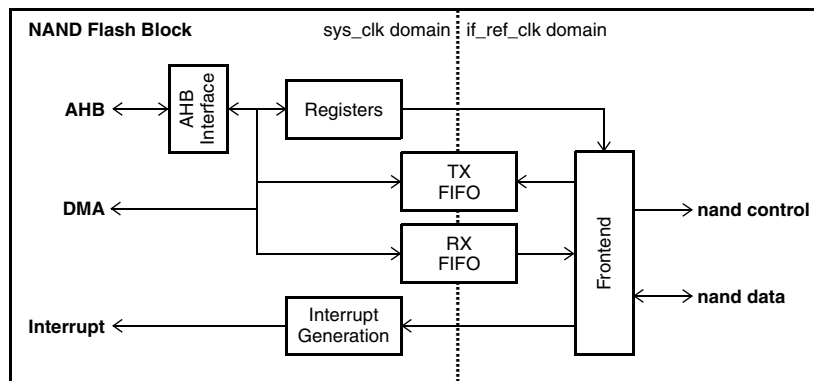 NAND Flash Block
sys_clk domain
if_ref_clk domain
AHB
AHB
Interface
Registers
TX
FIFO
DMA
RX
FIFO
Frontend
nand control
nand data
Interrupt
Interrupt
Generation